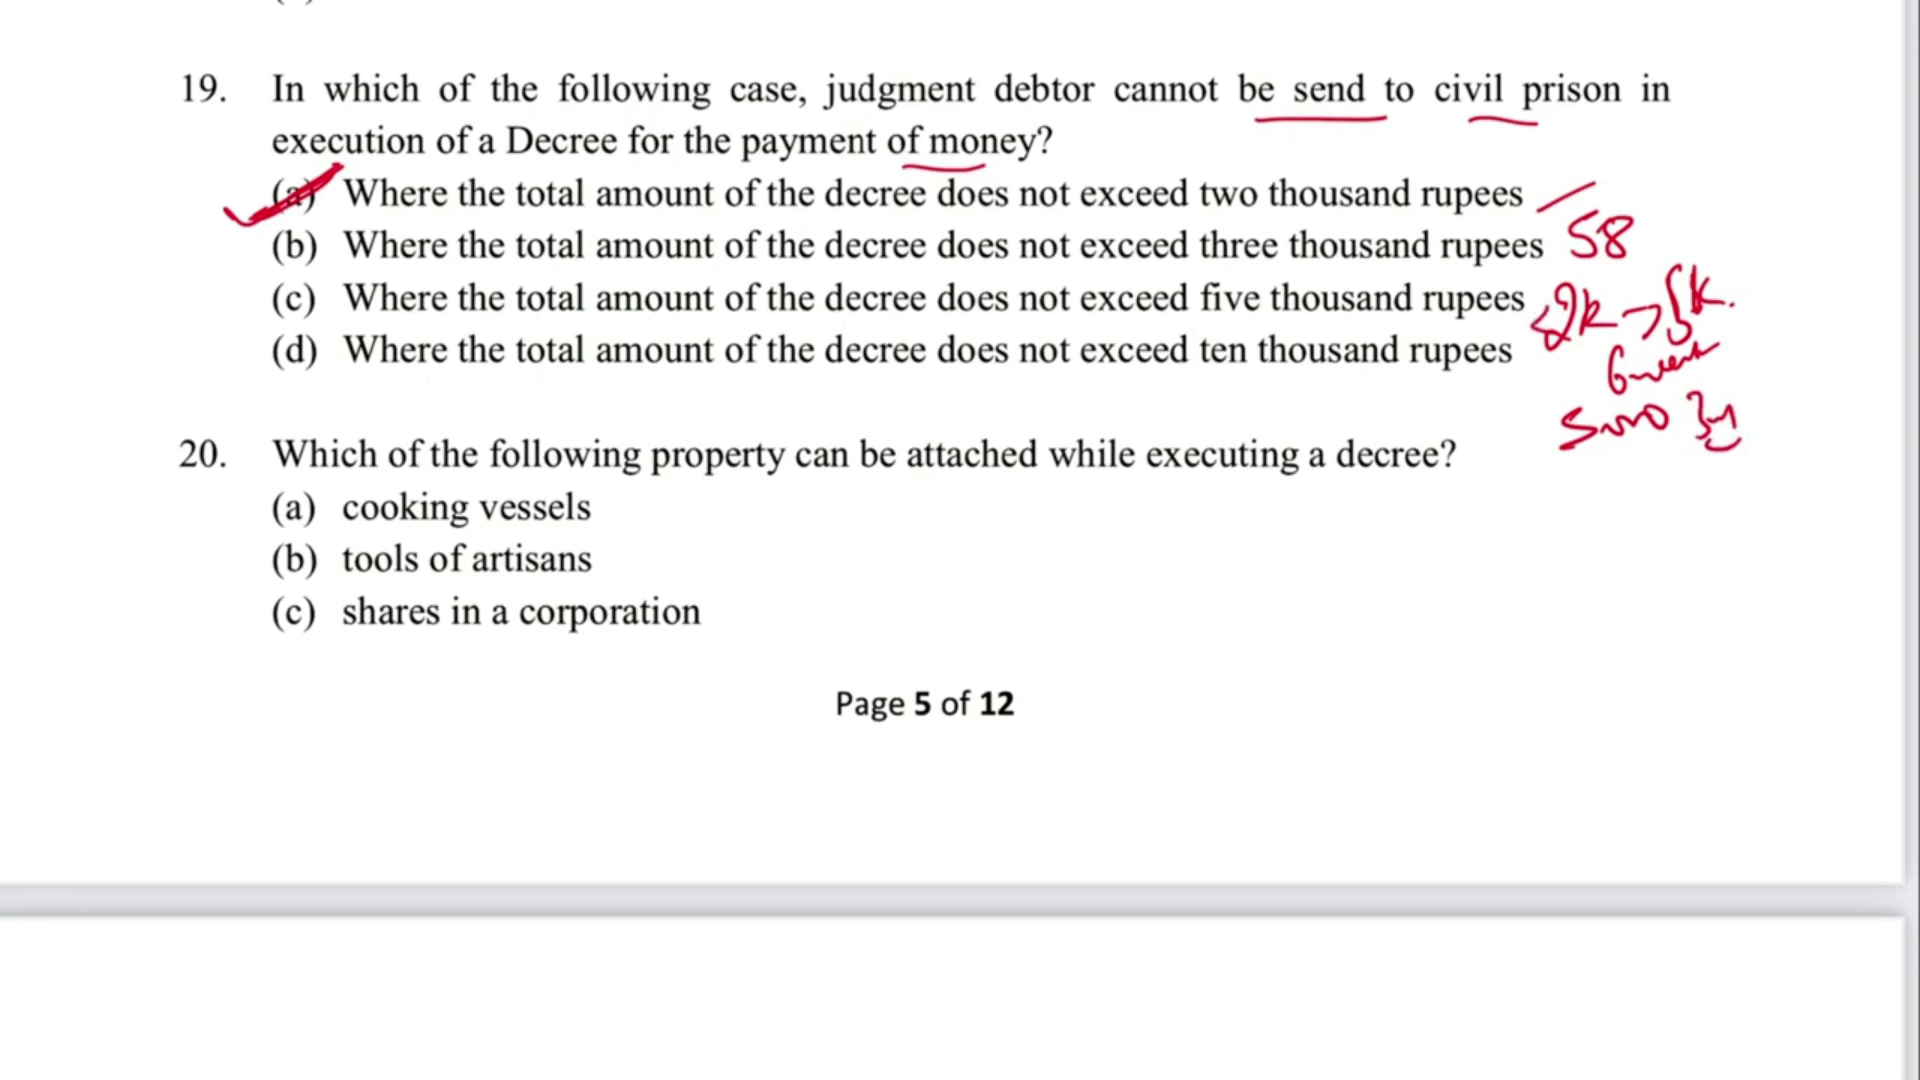 19. In which of the following case, judgment debtor cannot be send to civil prison in
execution of a Decree for the payment of money?
(a) Where the total amount of the decree does not exceed two thousand rupees
(b) Where the total amount of the decree does not exceed three thousand rupees 58
(c) Where the total amount of the decree does not exceed five thousand rupees
2k 5k.
(d) Where the total amount of the decree does not exceed ten thousand rupees
20. Which of the following property can be attached while executing a decree?
(a) cooking vessels
(b) tools of artisans
(c) shares in a corporation
Page 5 of 12